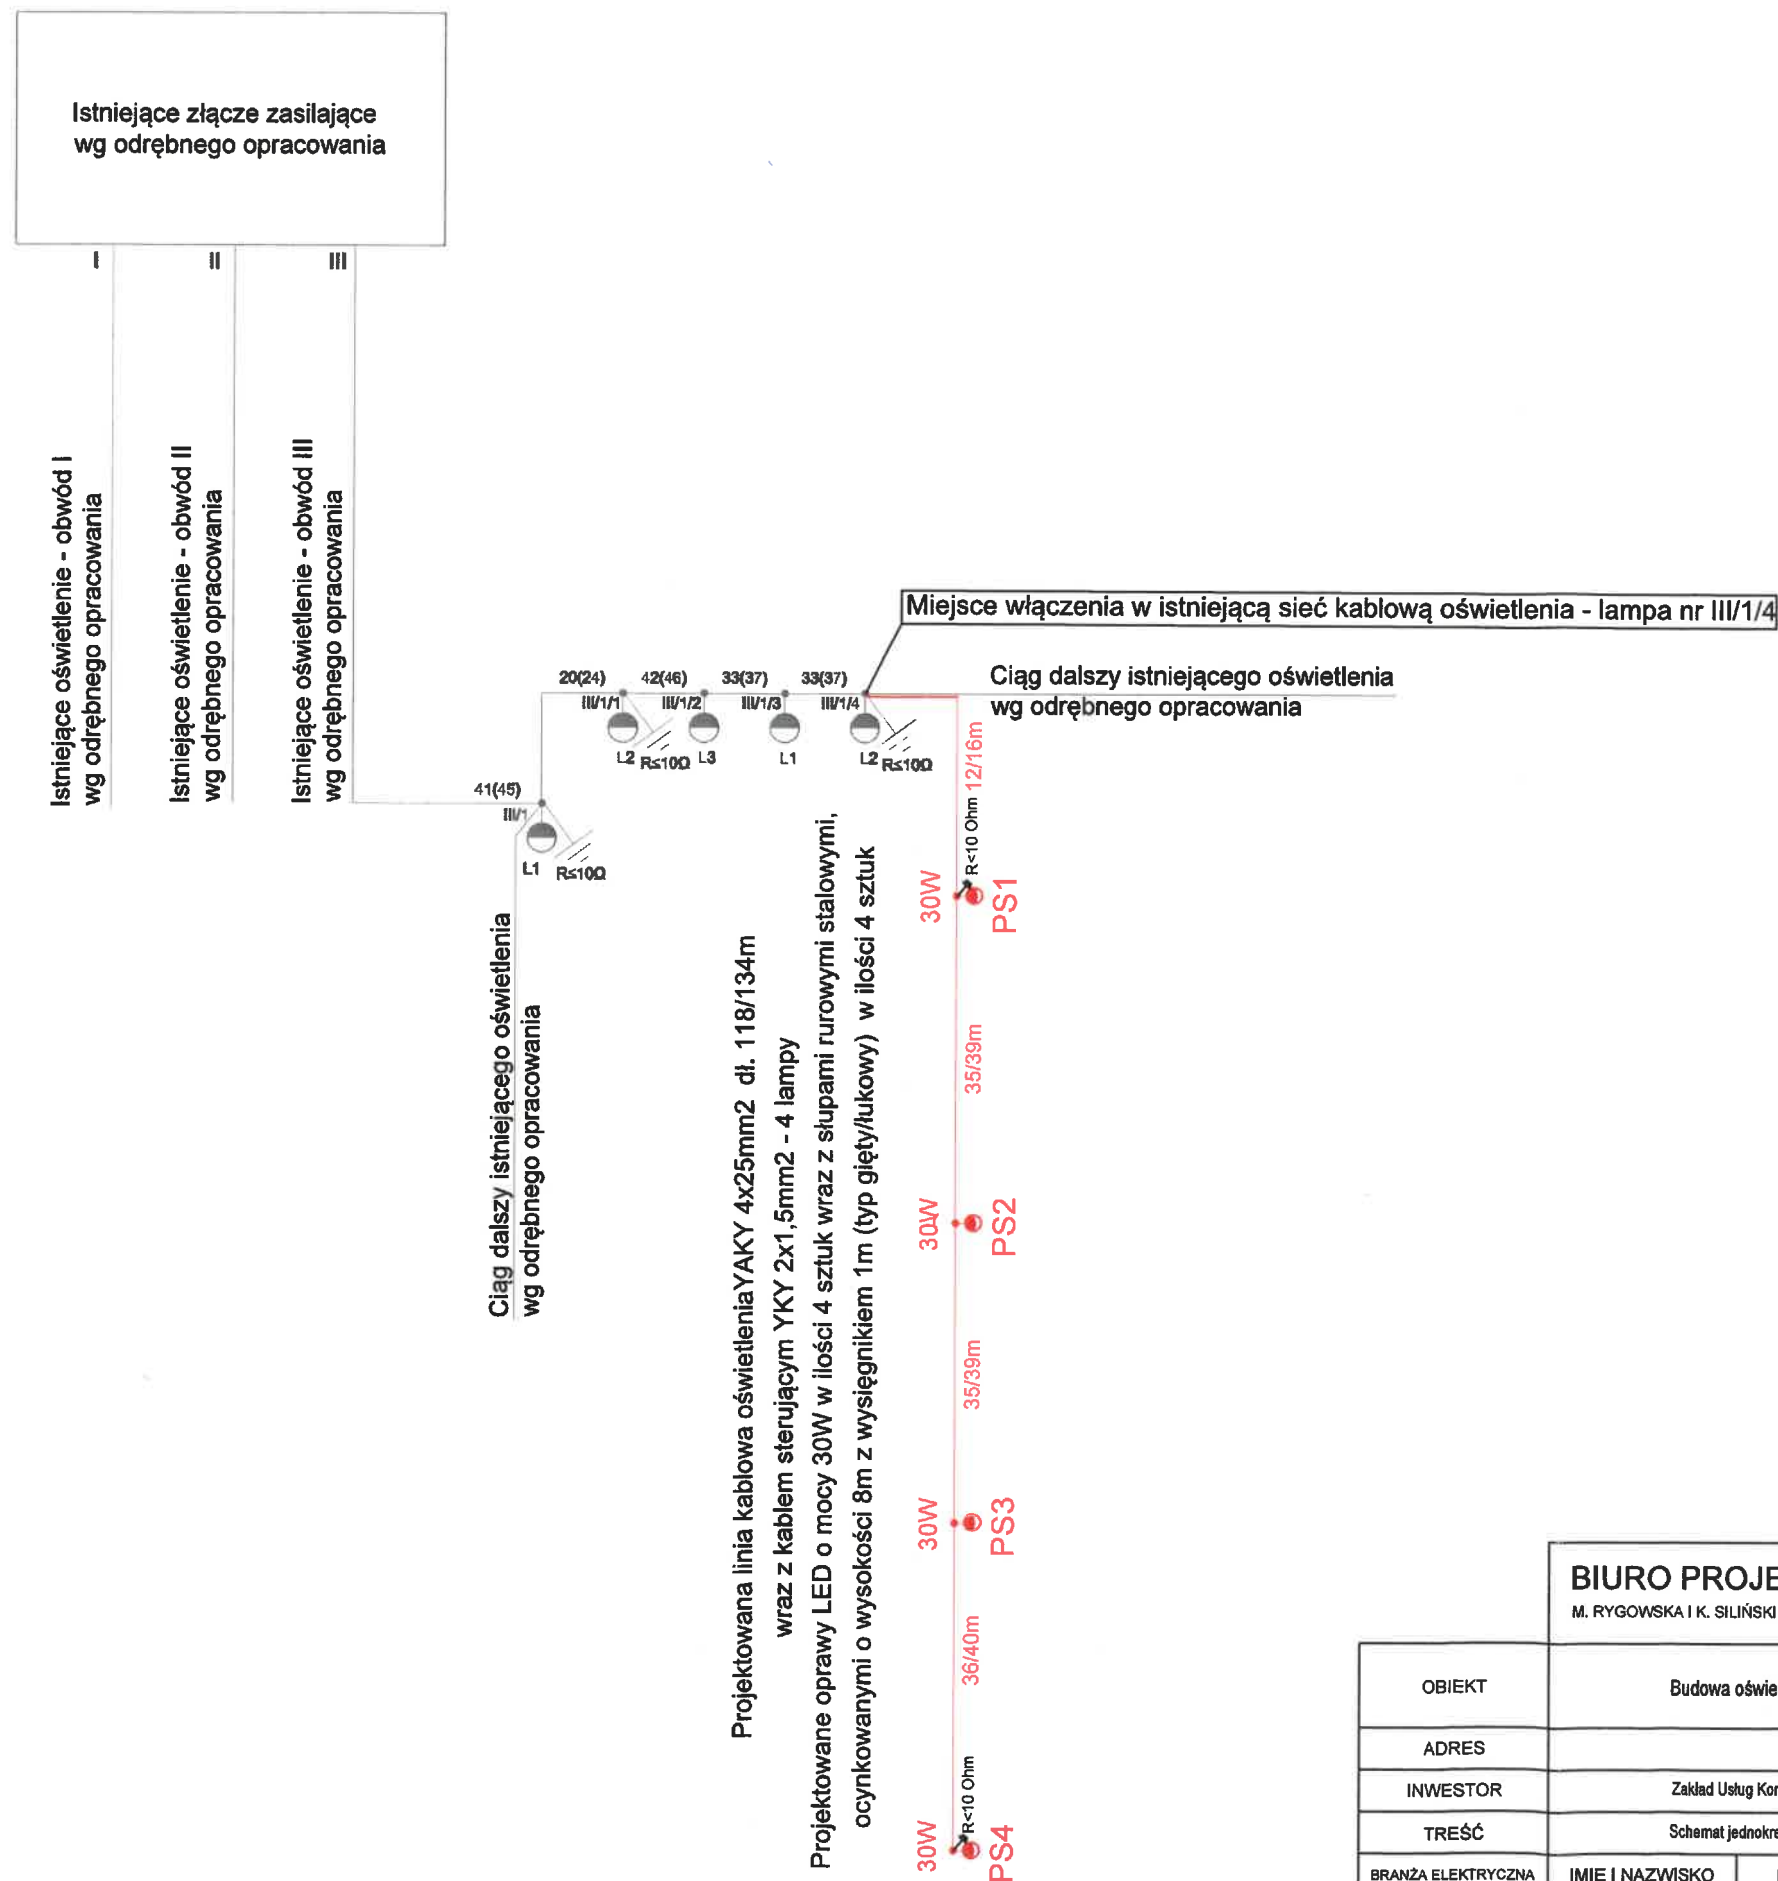 Istniejące złącze zasilające
wg odrębnego opracowania
I
II
III
Istniejące oświetlenie - obwód I
wg odrębnego opracowania
Istniejące oświetlenie - obwód II
wg odrębnego opracowania
Istniejące oświetlenie - obwód III
wg odrębnego opracowania
Miejsce włączenia w istniejącą sieć kablową oświetlenia - lampa nr III/1/4
Ciąg dalszy istniejącego oświetlenia
wg odrębnego opracowania
20(24)
42(46)
33(37)
33(37)
III/1/1
III/1/2
III/1/3
III/1/4
L2
R≤10Ω
L3
L1
L2
R≤10Ω
41(45)
III/1
L1
R≤10Ω
Ciąg dalszy istniejącego oświetlenia
wg odrębnego opracowania
Projektowana linia kablowa oświetlenia YAKY 4x25mm2 dł. 118/134m
wraz z kablem sterującym YKY 2x1,5mm2 - 4 lampy
Projektowane oprawy LED o mocy 30W w ilości 4 sztuk wraz z słupami rurowymi stalowymi,
ocynkowanymi o wysokości 8m z wysięgnikiem 1m (typ gięty/łukowy) w ilości 4 sztuk
12/16m
R<10 Ohm
30W
PS1
35/39m
30W
PS2
35/39m
30W
PS3
36/40m
R<10 Ohm
30W
PS4
BIURO PROJE
M. RYGOWSKA I K. SILIŃSKI
OBIEKT
Budowa oświe
ADRES
INWESTOR
Zakład Usług Kor
TREŚĆ
Schemat jednokre
BRANŻA ELEKTRYCZNA
IMIE I NAZWISKO